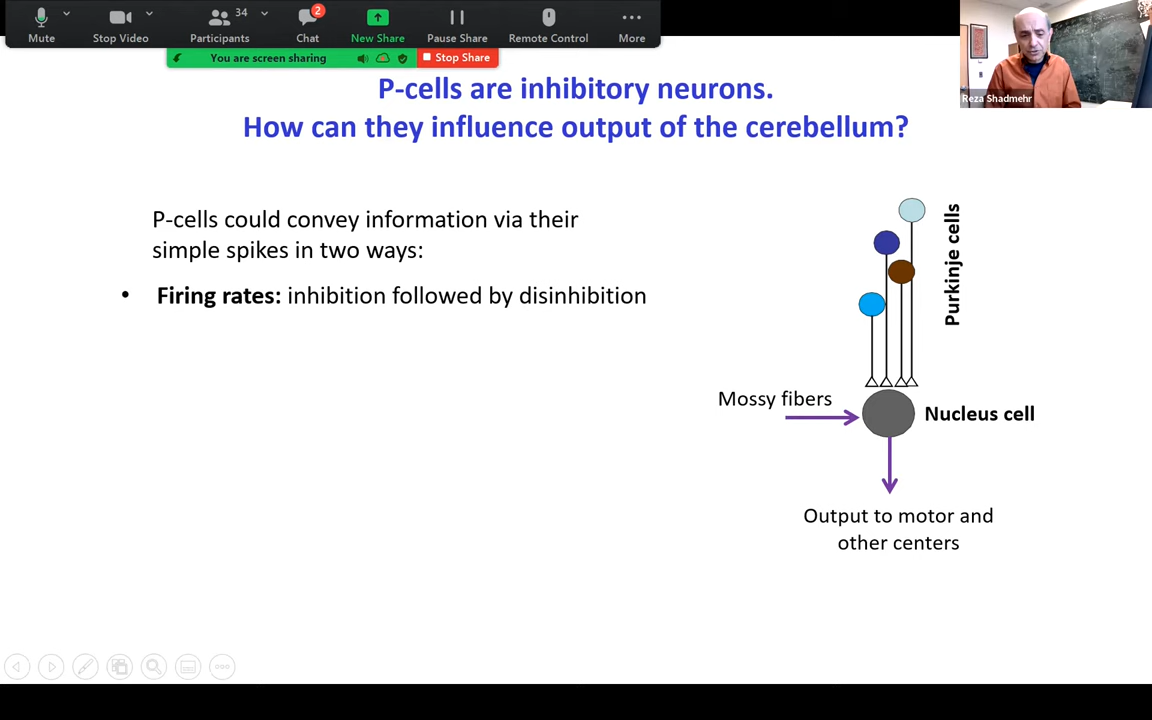 34
2
Mute
Stop Video
Participants
Chat
New Share
Pause Share
Remote Control
More
You are screen sharing
Stop Share
Reza Shadmehr
P-cells are inhibitory neurons.
How can they influence output of the cerebellum?
P-cells could convey information via their
simple spikes in two ways:
• Firing rates: inhibition followed by disinhibition
Purkinje cells
Mossy fibers
Nucleus cell
Output to motor and
other centers